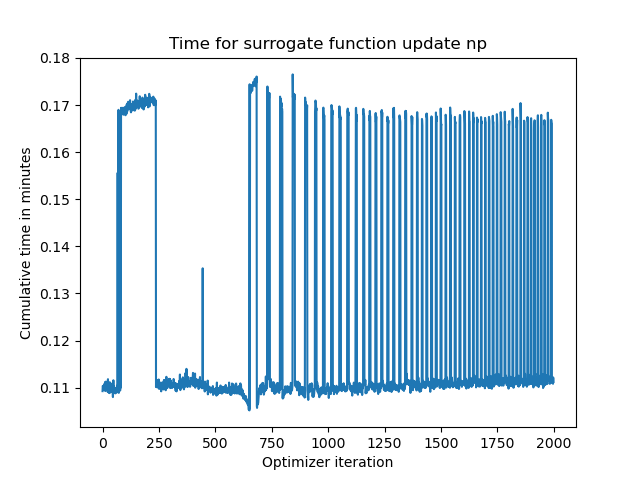 Time for surrogate function update np
0.18
0.17
0.16
0.15
0.14
0.13
0.12
0.11
Cumulative time in minutes
0 250 500 750 1000 1250 1500 1750 2000
Optimizer iteration